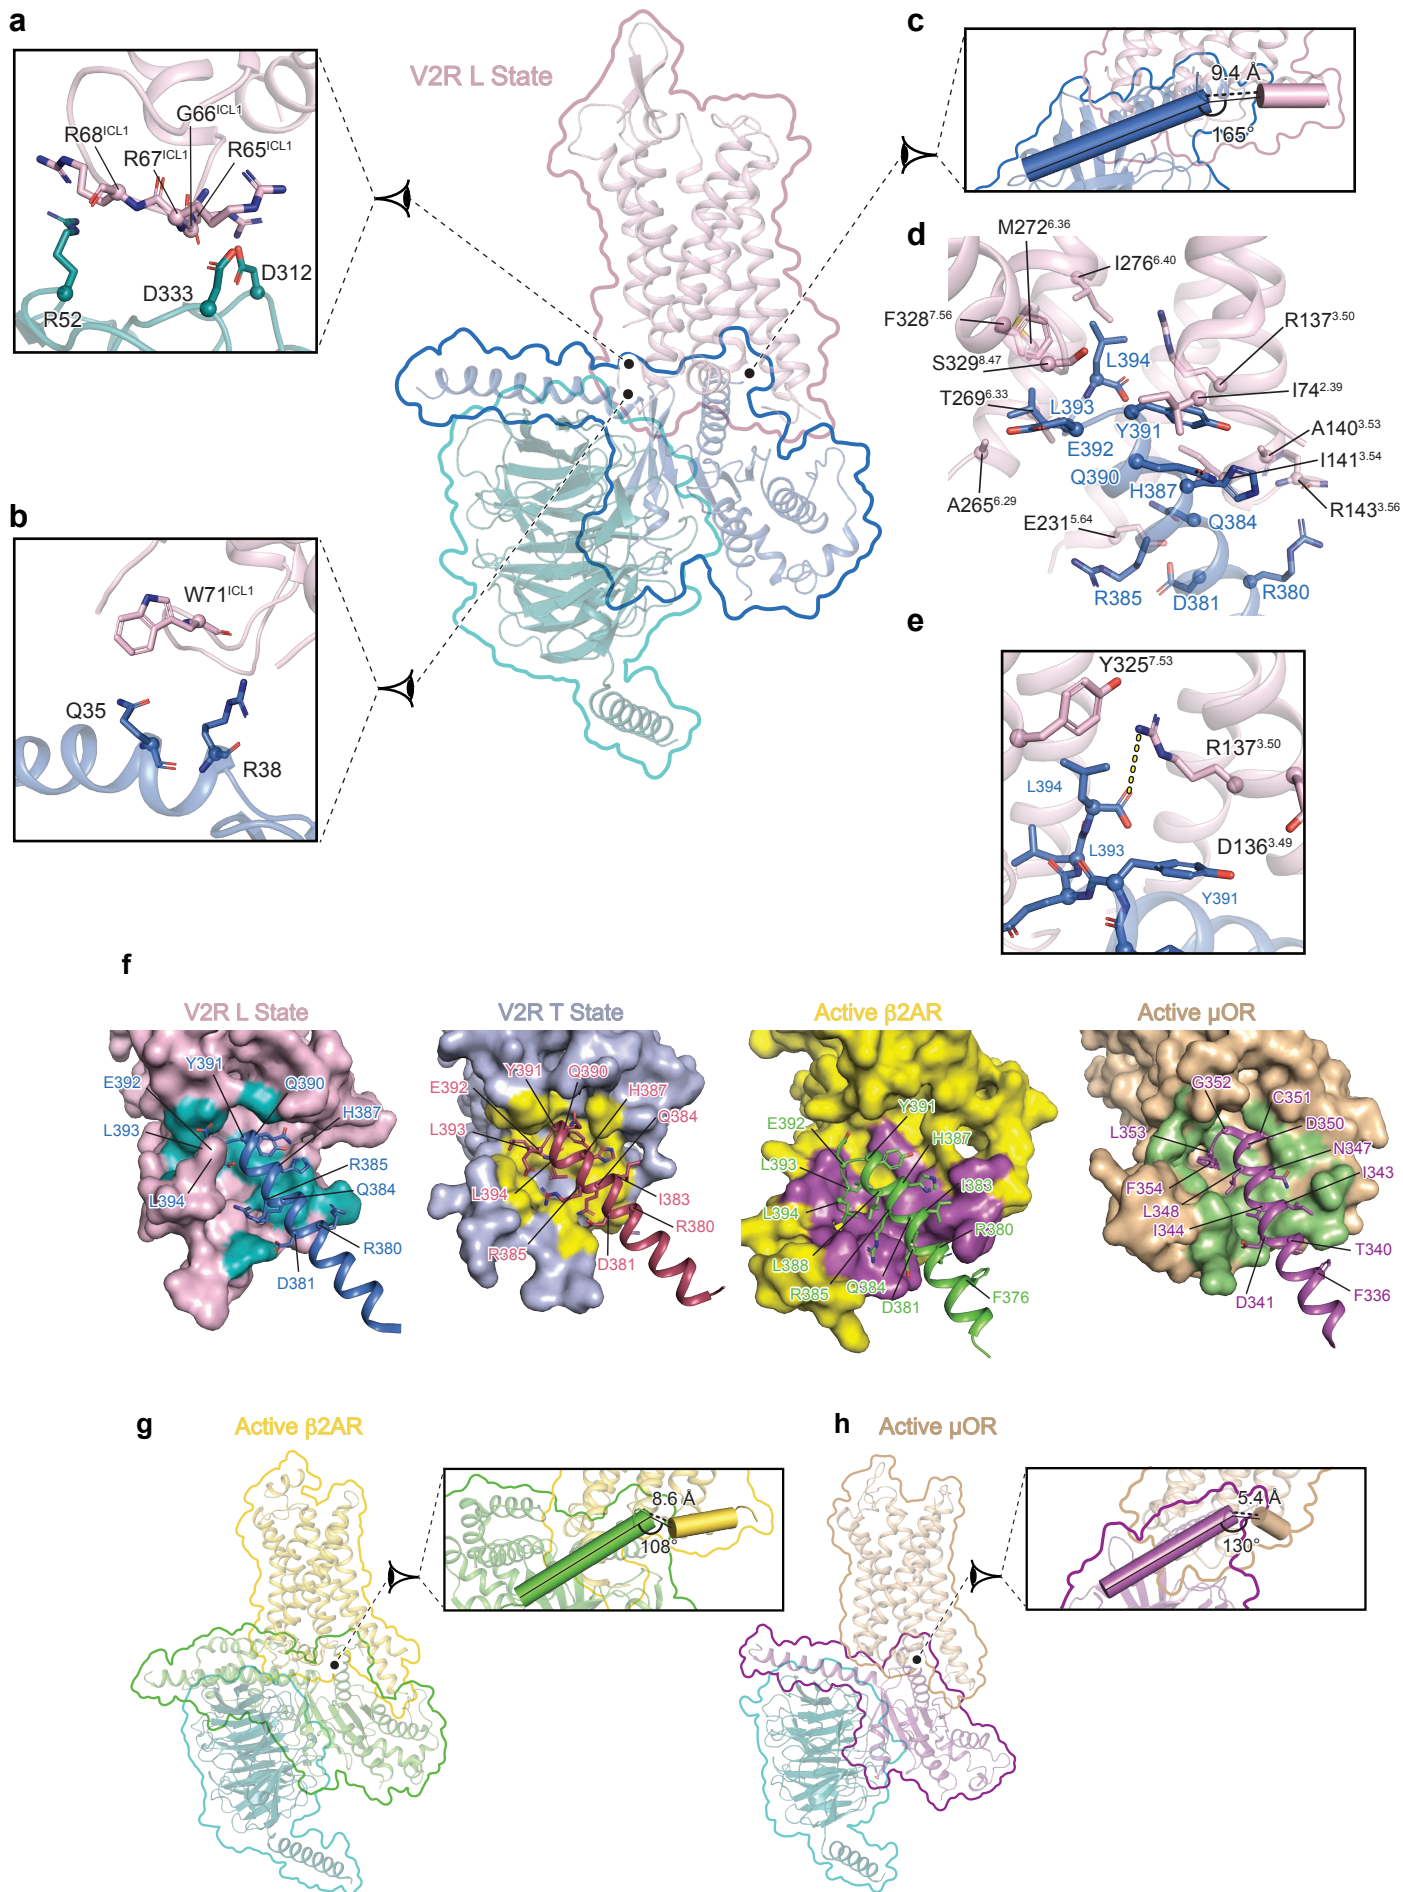 a
V2R L State
c
G66ICL1
R68ICL1
R67ICL1
R65ICL1
D312
D333
R52
9.4 Å
165°
d
M2726.36
I2766.40
F3287.56
R1373.50
S3298.47
L394
T2696.33
L393
I742.39
E392
Y391
A1403.53
Q390
I1413.54
H387
A2656.29
R1433.56
E2315.64
Q384
R385
D381
R380
b
W71ICL1
Q35
R38
e
Y3257.53
R1373.50
L394
D1363.49
L393
Y391
f
V2R L State
Y391
E392
Q390
H387
L393
R385
Q384
L394
R380
D381
V2R T State
Y391
Q390
E392
H387
Q384
L393
L394
I383
R380
R385
D381
Active β2AR
Y391
E392
H387
L393
I383
L394
R380
L388
Q384
R385
D381
F376
Active µOR
G352
C351
D350
L353
N347
I343
F354
L348
I344
T340
D341
F336
g
Active β2AR
8.6 Å
108°
h
Active µOR
5.4 Å
130°